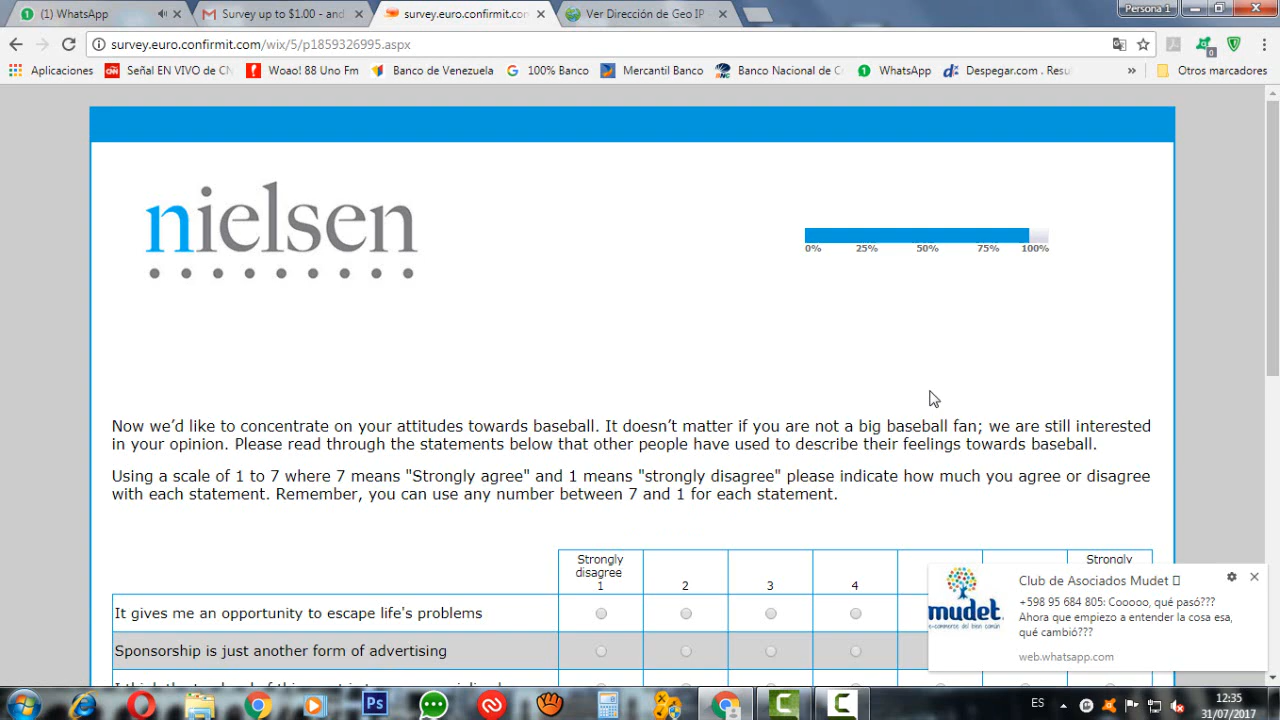 (1) WhatsApp
Survey up to $1.00 - and
survey.euro.confirmit.con
Ver Dirección de Geo IP
Persona 1
survey.euro.confirmit.com/wix/5/p1859326995.aspx
Aplicaciones
Señal EN VIVO de CN
Woao! 88 Uno Fm
Banco de Venezuela
100% Banco
Mercantil Banco
Banco Nacional de C
WhatsApp
Despegar.com . Resu
Otros marcadores
nielsen
0% 25% 50% 75% 100%
Now we’d like to concentrate on your attitudes towards baseball. It doesn’t matter if you are not a big baseball fan; we are still interested
in your opinion. Please read through the statements below that other people have used to describe their feelings towards baseball.
Using a scale of 1 to 7 where 7 means "Strongly agree" and 1 means "strongly disagree" please indicate how much you agree or disagree
with each statement. Remember, you can use any number between 7 and 1 for each statement.
Strongly
disagree
1
2
3
4
Strongly
It gives me an opportunity to escape life's problems
Sponsorship is just another form of advertising
mudet
e-commerce del bien común
Club de Asociados Mudet
+598 95 684 805: Cooooo, qué pasó???
Ahora que empiezo a entender la cosa esa,
qué cambió???
web.whatsapp.com
Ps
ES
12:35
31/07/2017